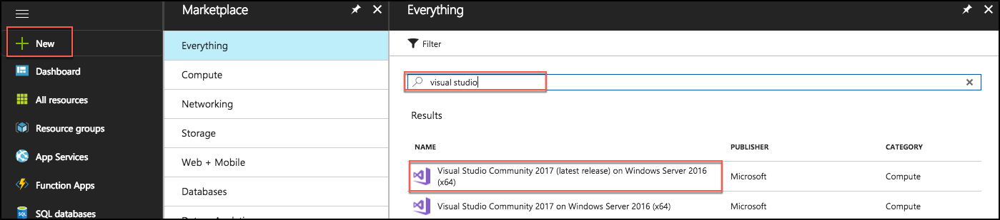 Marketplace
Everything
New
Everything
Filter
Dashboard
Compute
visual studio
All resources
Networking
Results
Resource groups
Storage
NAME PUBLISHER CATEGORY
App Services
Web + Mobile
Visual Studio Community 2017 (latest release) on Windows Server 2016
(x64)
Microsoft
Compute
Function Apps
Databases
SQL databases
Visual Studio Community 2017 on Windows Server 2016 (x64)
Microsoft
Compute